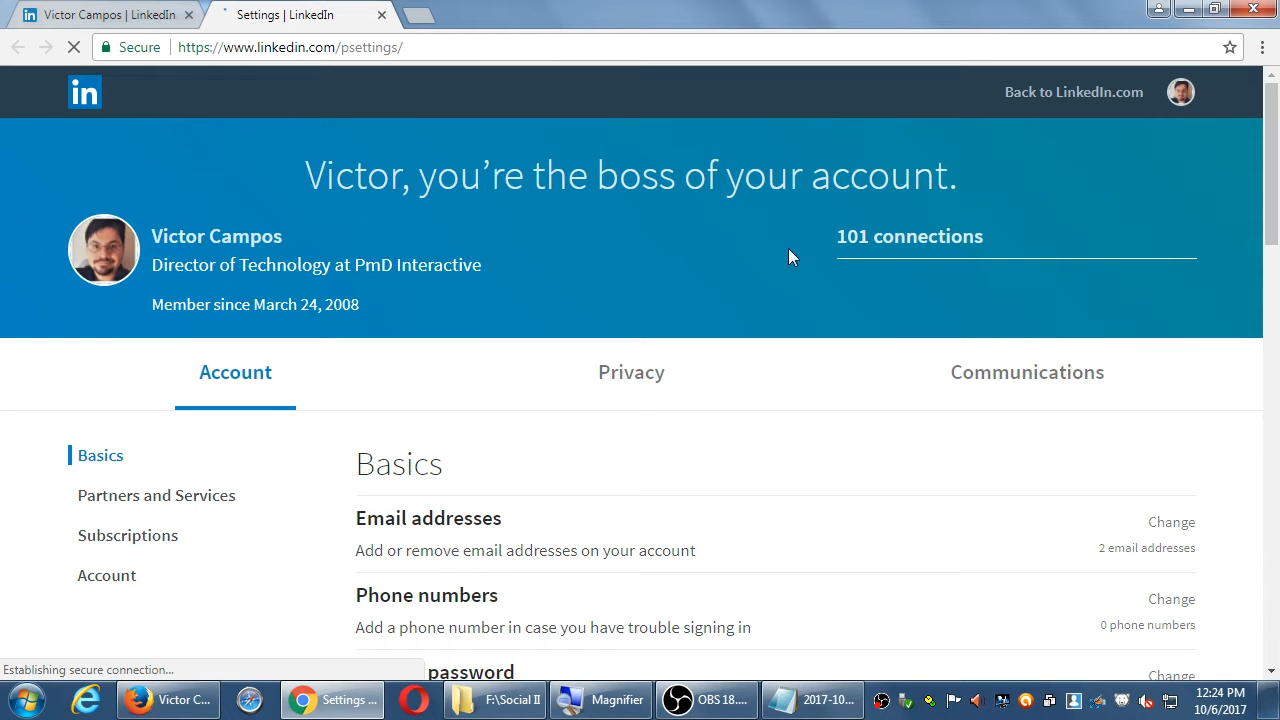 Victor Campos | LinkedIn
Settings | LinkedIn
Secure
https://www.linkedin.com/psettings/
in
Back to LinkedIn.com
Victor, you’re the boss of your account.
Victor Campos
101 connections
Director of Technology at PmD Interactive
Member since March 24, 2008
Account
Privacy
Communications
Basics
Partners and Services
Subscriptions
Account
Basics
Email addresses
Change
Add or remove email addresses on your account
2 email addresses
Phone numbers
Change
Add a phone number in case you have trouble signing in
0 phone numbers
password
Change
Establishing secure connection...
Victor C...
Settings ...
F:\Social II
Magnifier
OBS 18....
2017-10...
12:24 PM
10/6/2017